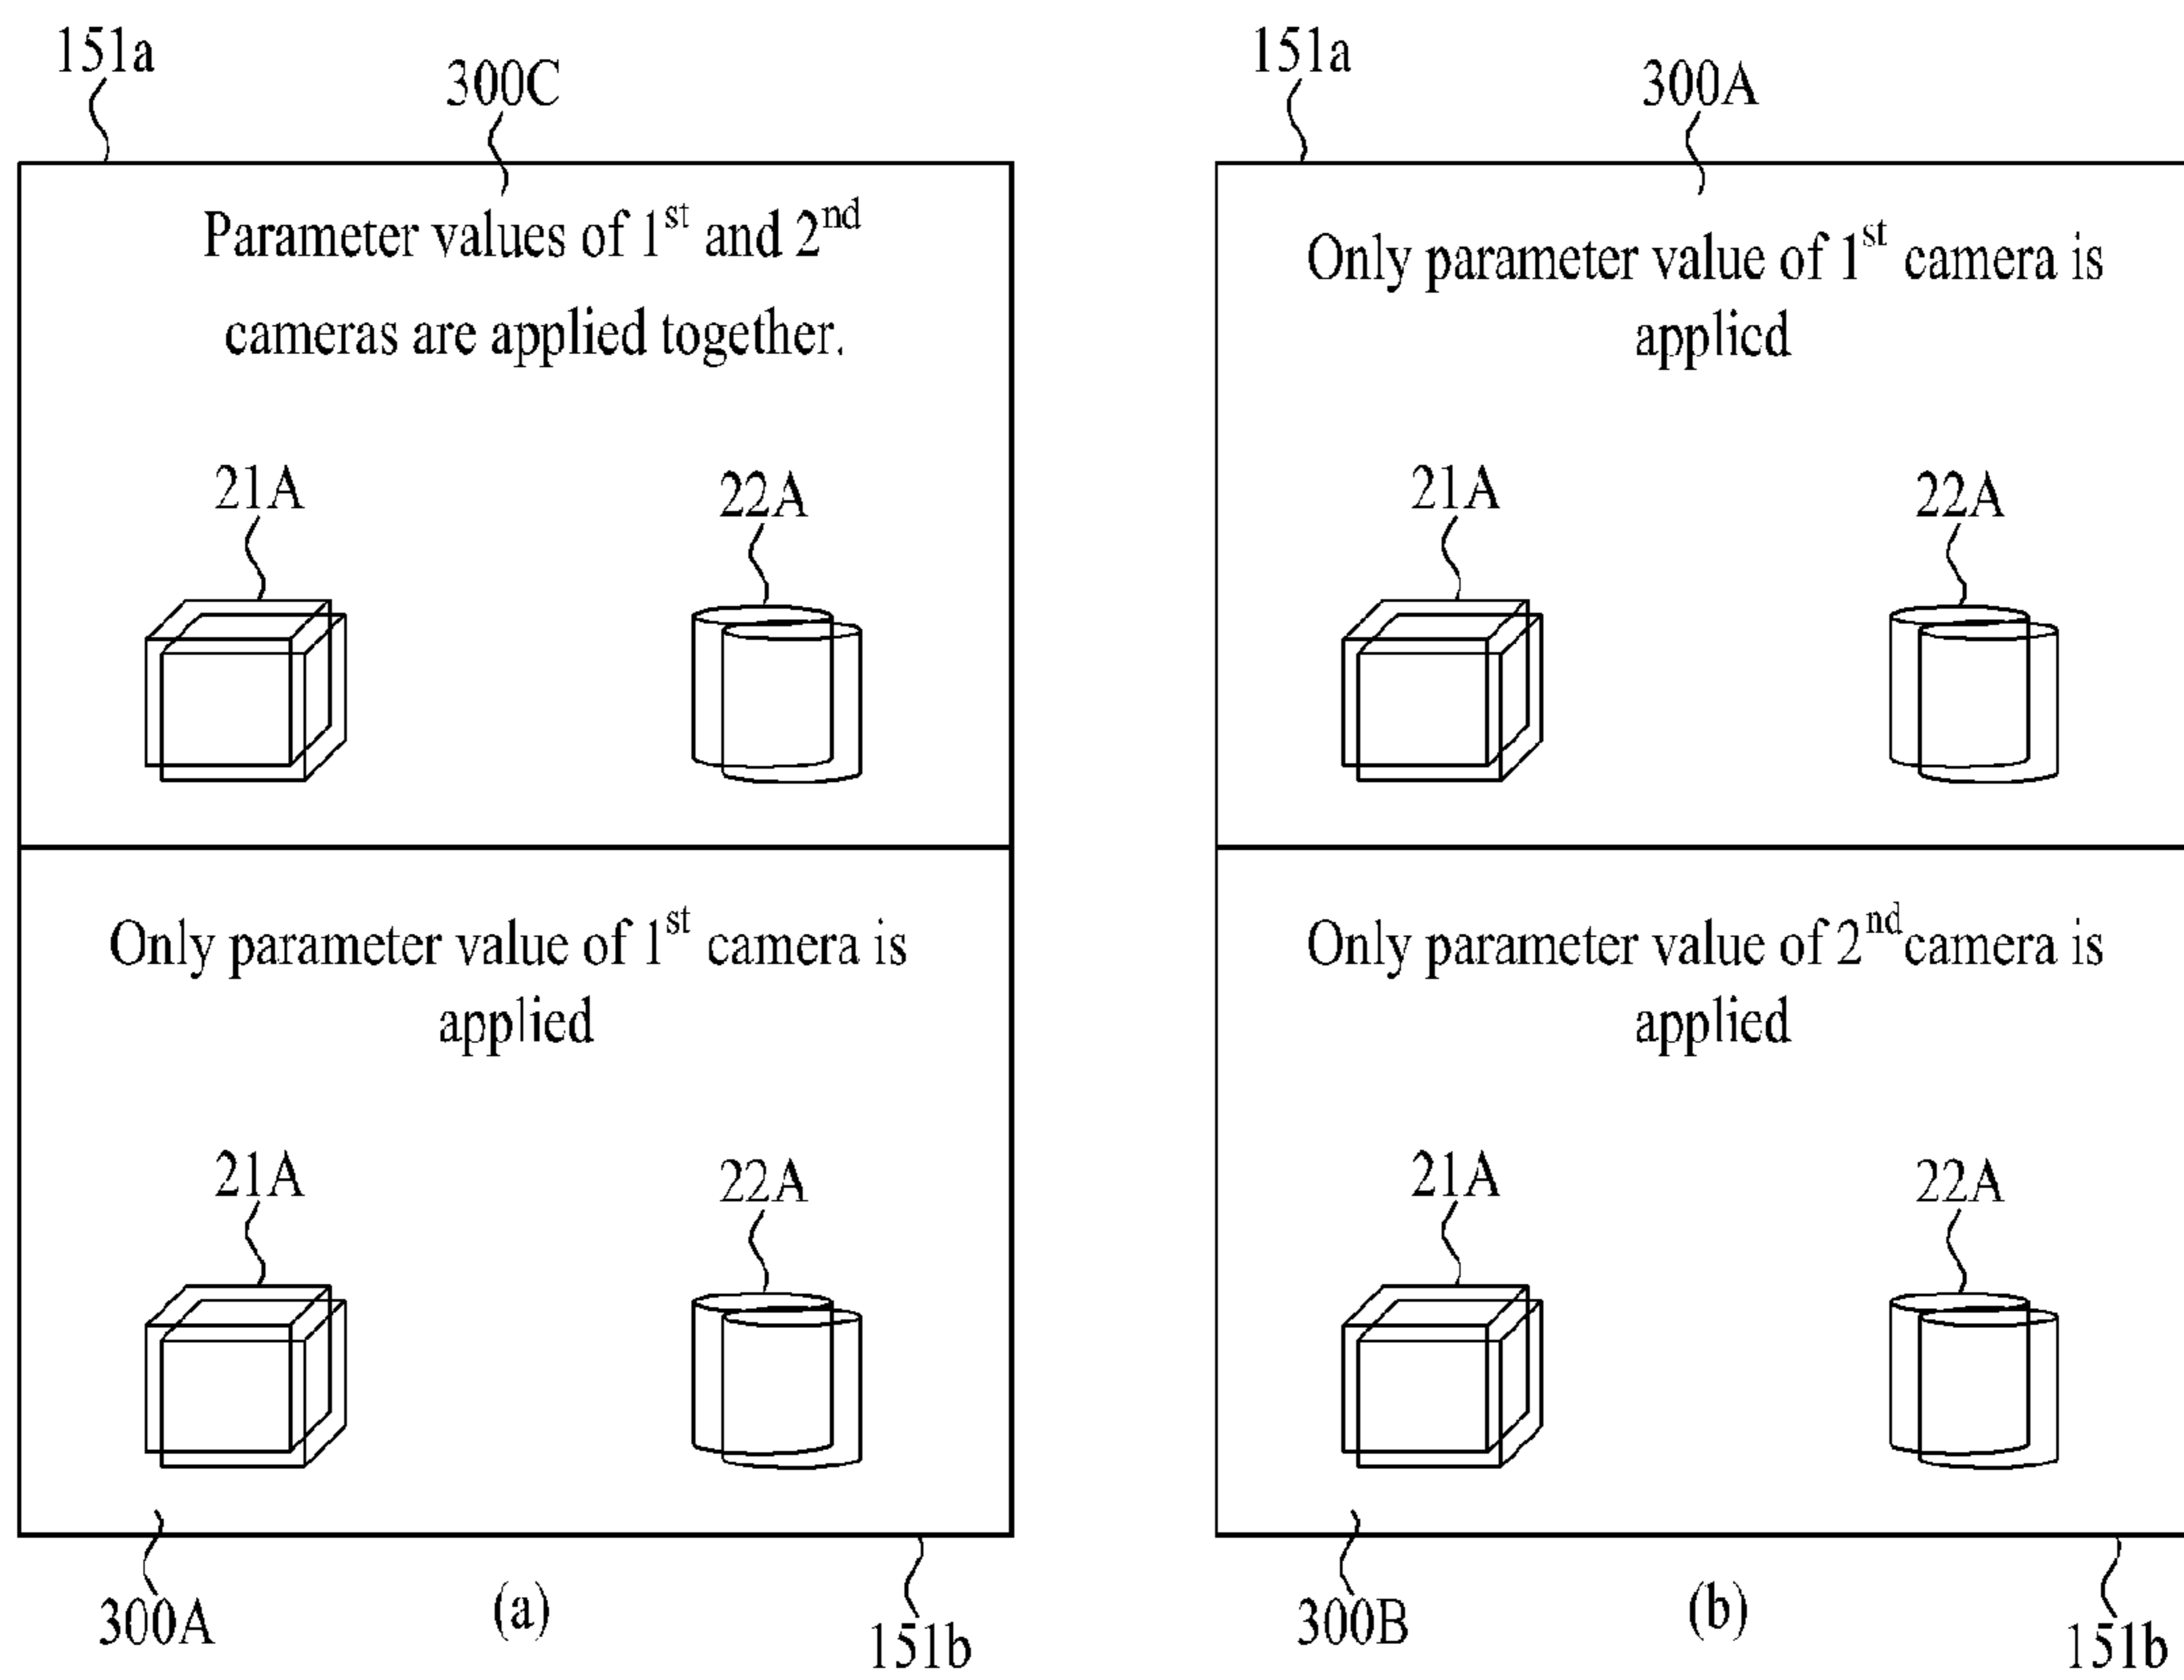 151a
300C
Parameter values of 1st and 2nd
cameras are applied together.
21A
22A
Only parameter value of 1st camera is
applied
21A
22A
300A
(a)
151b
151a
300A
Only parameter value of 1st camera is
applied
21A
22A
Only parameter value of 2nd camera is
applied
21A
22A
300B
(b)
151b